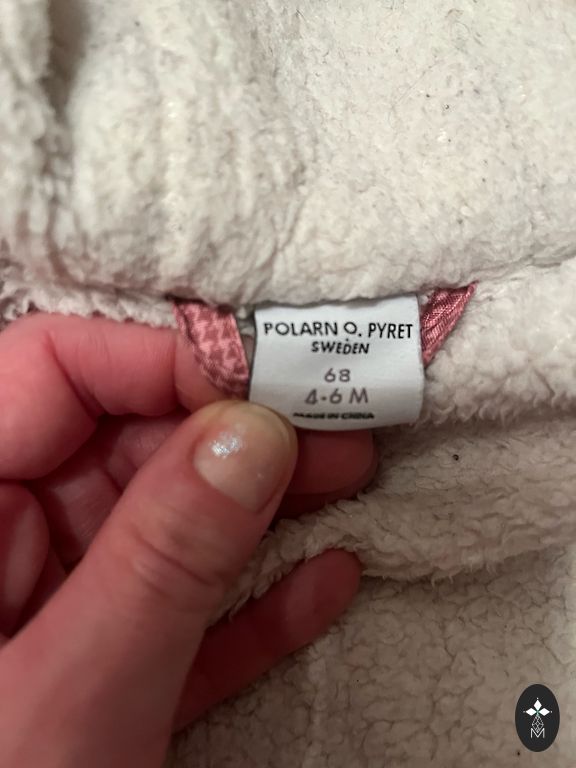 POLARN O. PYRET
SWEDEN
68
4-6 M
MADE IN CHINA
M